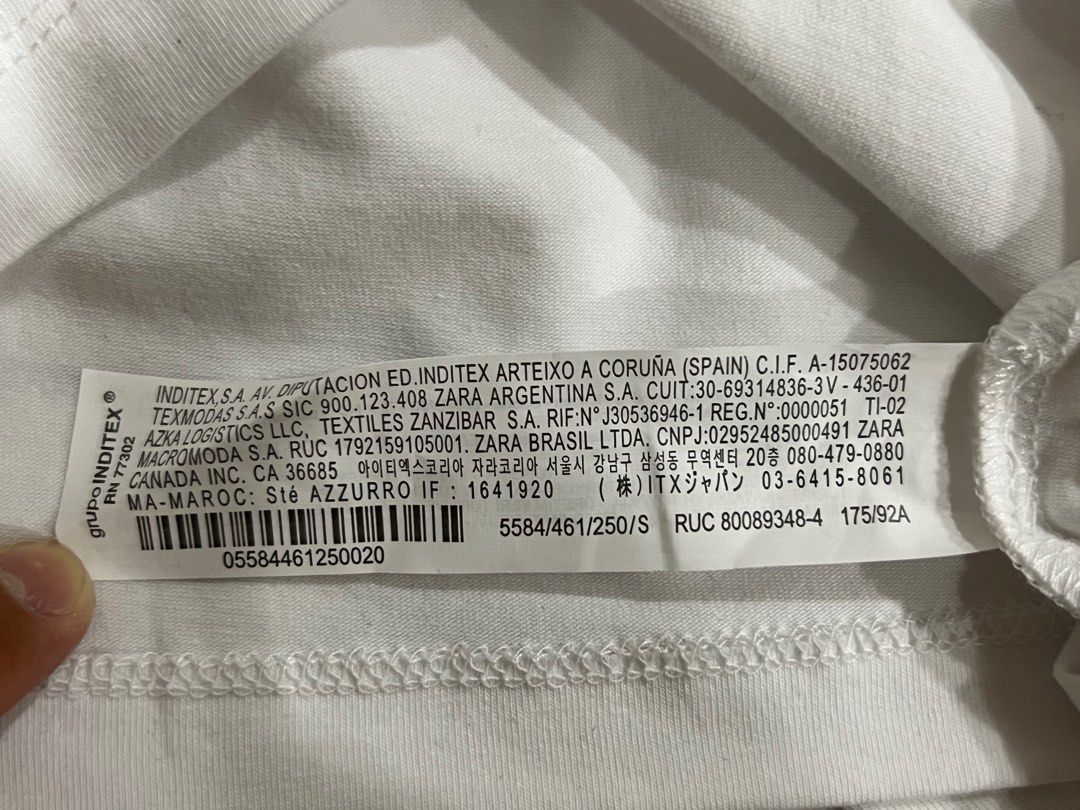 grupo INDITEX ®
RN 77302
INDITEX,S.A. AV. DIPUTACION ED.INDITEX ARTEIXO A CORUÑA (SPAIN) C.I.F. A-15075062
TEXMODAS S.A.S SIC 900.123.408 ZARA ARGENTINA S.A. CUIT:30-69314836-3V - 436-01
AZKA LOGISTICS LLC, TEXTILES ZANZIBAR S.A. RIF:N°J30536946-1 REG.N°:0000051 TI-02
MACROMODA S.A. RUC 1792159105001. ZARA BRASIL LTDA. CNPJ:02952485000491 ZARA
CANADA INC. CA 36685 아이티엑스코리아 자라코리아 서울시 강남구 삼성동 무역센터 20층 080-479-0880
MA-MAROC: Sté AZZURRO IF : 1641920 (株)ITXジャパン 03-6415-8061
5584/461/250/S RUC 80089348-4 175/92A
05584461250020